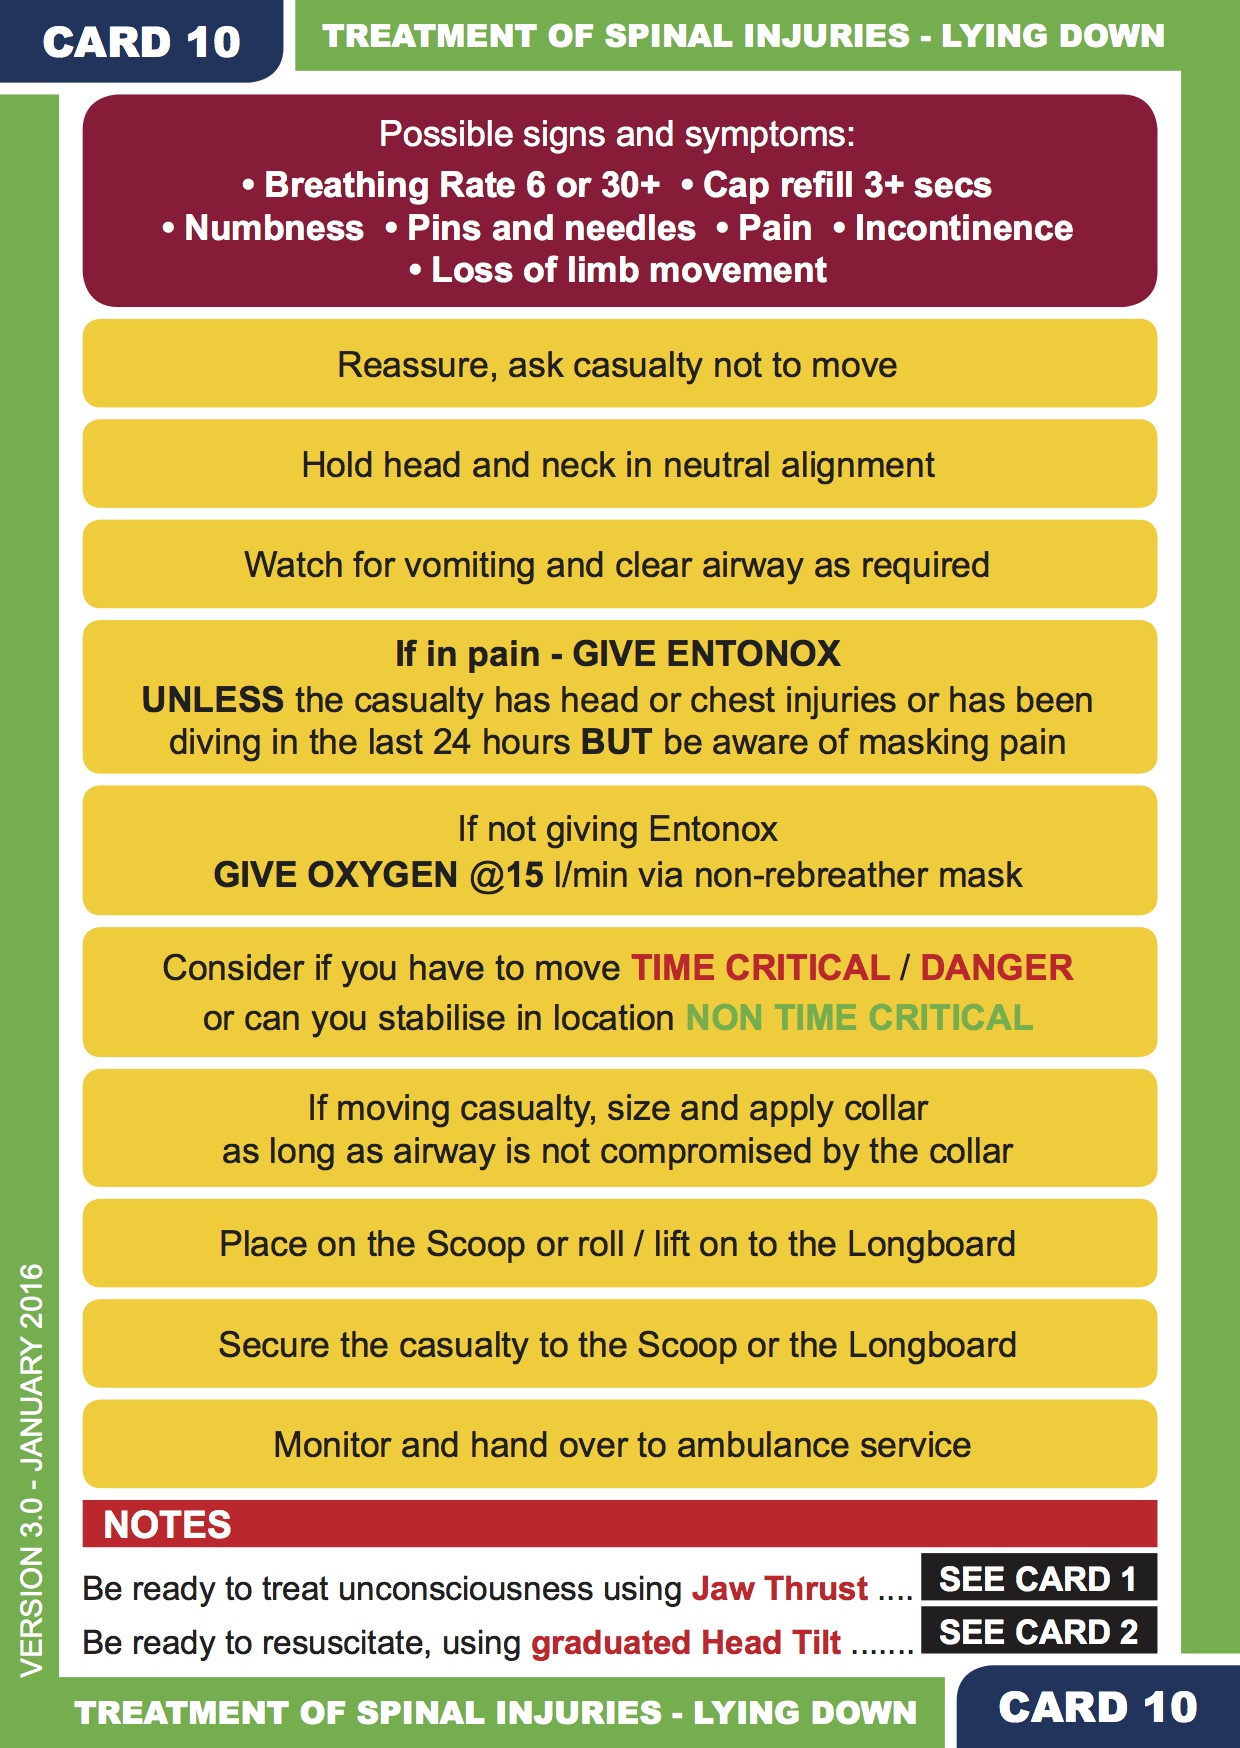 CARD 10
TREATMENT OF SPINAL INJURIES - LYING DOWN
Possible signs and symptoms:
• Breathing Rate 6 or 30+ • Cap refill 3+ secs
• Numbness • Pins and needles • Pain • Incontinence
• Loss of limb movement
Reassure, ask casualty not to move
Hold head and neck in neutral alignment
Watch for vomiting and clear airway as required
If in pain - GIVE ENTONOX
UNLESS the casualty has head or chest injuries or has been
diving in the last 24 hours BUT be aware of masking pain
If not giving Entonox
GIVE OXYGEN @15 l/min via non-rebreather mask
Consider if you have to move TIME CRITICAL / DANGER
or can you stabilise in location NON TIME CRITICAL
If moving casualty, size and apply collar
as long as airway is not compromised by the collar
Place on the Scoop or roll / lift on to the Longboard
Secure the casualty to the Scoop or the Longboard
Monitor and hand over to ambulance service
NOTES
Be ready to treat unconsciousness using Jaw Thrust .... SEE CARD 1
Be ready to resuscitate, using graduated Head Tilt ....... SEE CARD 2
VERSION 3.0 - JANUARY 2016
TREATMENT OF SPINAL INJURIES - LYING DOWN
CARD 10